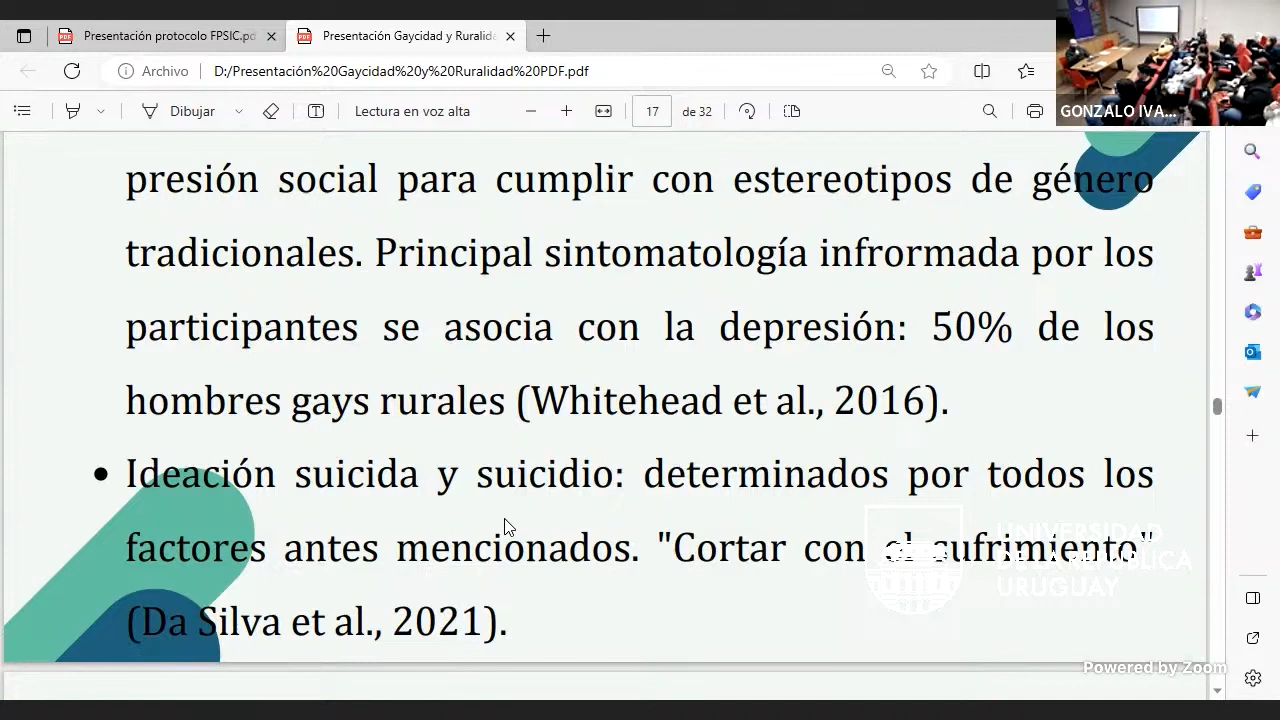 Presentación protocolo FPSIC.pd
Presentación Gaycidad y Ruralid
Archivo
D:/Presentación%20Gaycidad%20y%20Ruralidad%20PDF.pdf
Dibujar
Lectura en voz alta
17
de 32
GONZALO IVA...
presión social para cumplir con estereotipos de género
tradicionales. Principal sintomatología infrormada por los
participantes se asocia con la depresión: 50% de los
hombres gays rurales (Whitehead et al., 2016).
• Ideación suicida y suicidio: determinados por todos los
factores antes mencionados. "Cortar con el sufrimiento"
(Da Silva et al., 2021).
UNIVERSIDAD
DE LA REPÚBLICA
URUGUAY
Powered by Zoom